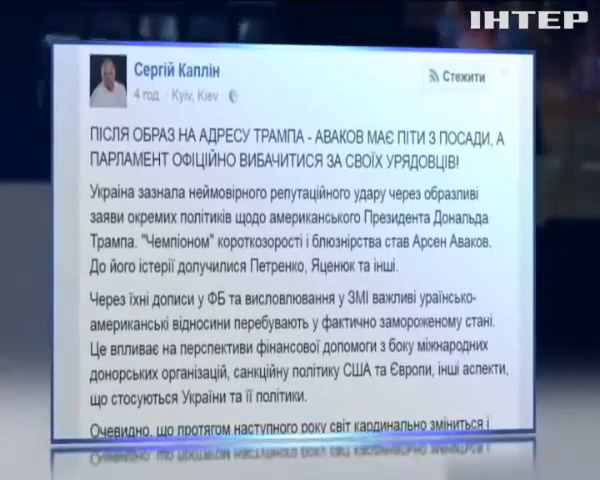 ІНТЕР
Сергій Каплін
Стежити
4 год. · Kyiv, Kiev ·
ПІСЛЯ ОБРАЗ НА АДРЕСУ ТРАМПА - АВАКОВ МАЄ ПІТИ З ПОСАДИ, А
ПАРЛАМЕНТ ОФІЦІЙНО ВИБАЧИТИСЯ ЗА СВОЇХ УРЯДОВЦІВ!
Україна зазнала неймовірного репутаційного удару через образливі
заяви окремих політиків щодо американського Президента Дональда
Трампа. "Чемпіоном" короткозорості і блюзнірства став Арсен Аваков.
До його істерії долучилися Петренко, Яценюк та інші.
Через їхні дописи у ФБ та висловлювання у ЗМІ важливі ураїнсько-
американські відносини перебувають у фактично замороженому стані.
Це впливає на перспективи фінансової допомоги з боку міжнародних
донорських організацій, санкційну політику США та Європи, інші аспекти,
що стосуються України та її політики.
Очевидно, що протягом наступного року світ кардинально зміниться і